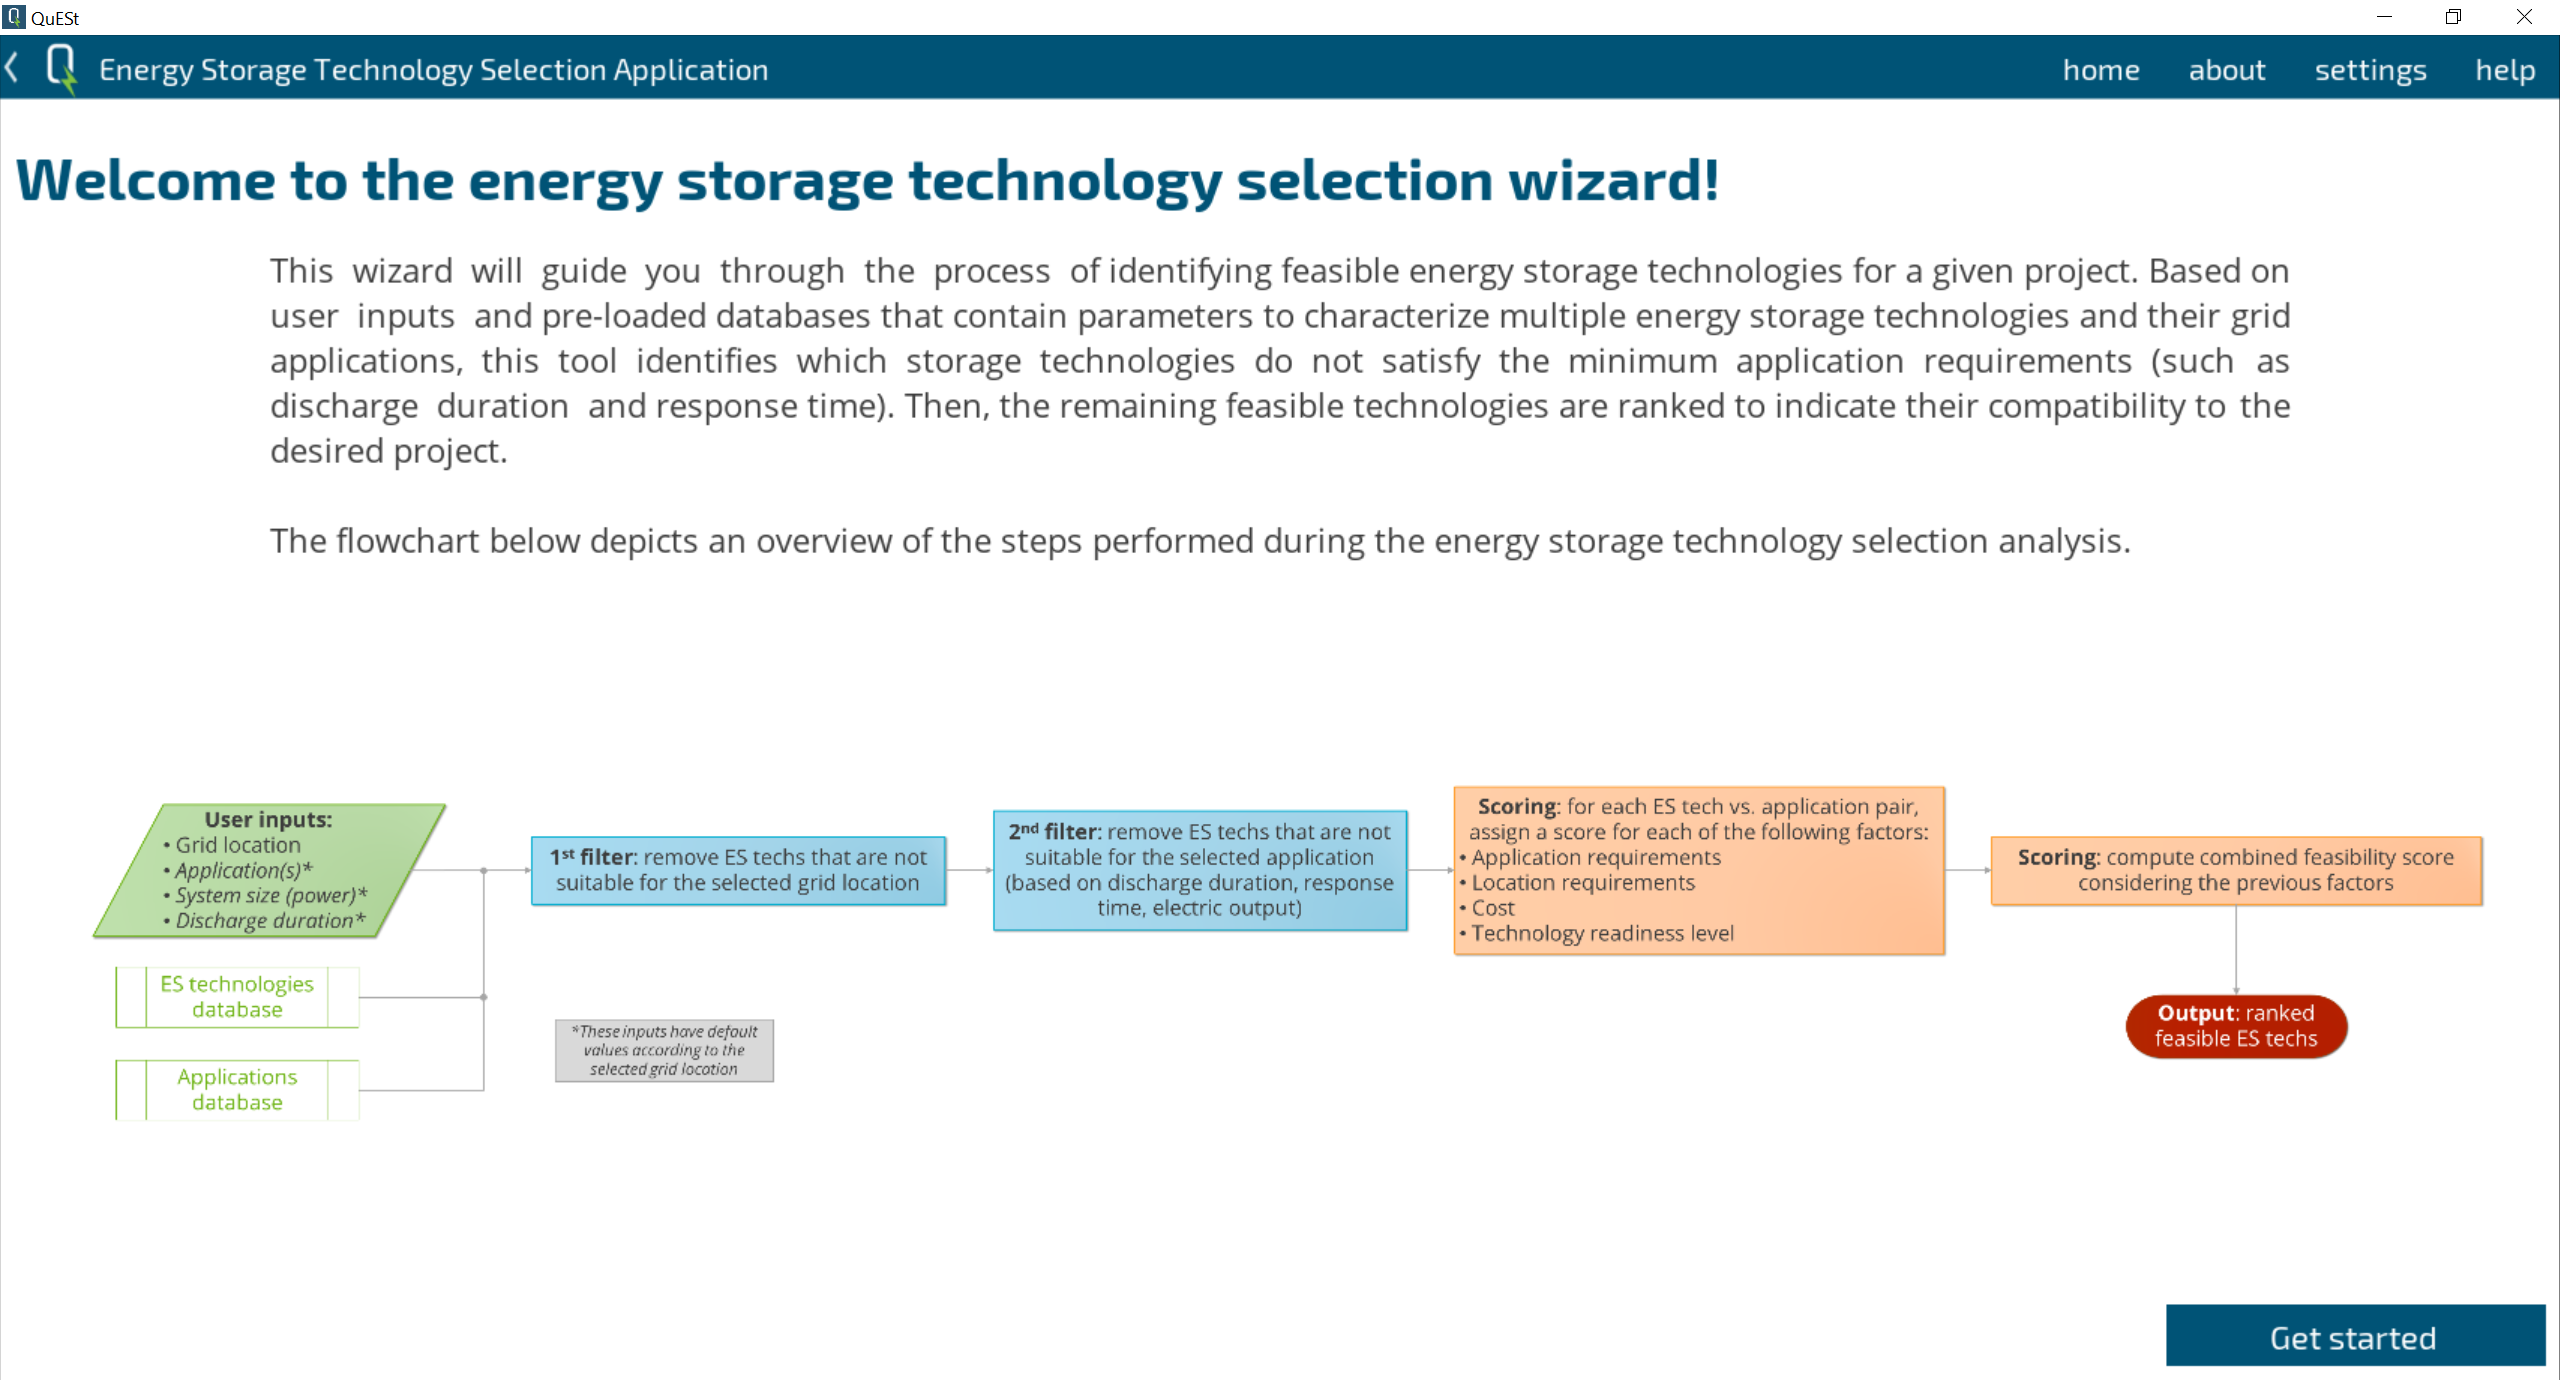 QuESt
Energy Storage Technology Selection Application
home about settings help
Welcome to the energy storage technology selection wizard!
This wizard will guide you through the process of identifying feasible energy storage technologies for a given project. Based on
user inputs and pre-loaded databases that contain parameters to characterize multiple energy storage technologies and their grid
applications, this tool identifies which storage technologies do not satisfy the minimum application requirements (such as
discharge duration and response time). Then, the remaining feasible technologies are ranked to indicate their compatibility to the
desired project.
The flowchart below depicts an overview of the steps performed during the energy storage technology selection analysis.
User inputs:
• Grid location
• Application(s)*
• System size (power)*
• Discharge duration*
ES technologies
database
Applications
database
1st filter: remove ES techs that are not
suitable for the selected grid location
*These inputs have default
values according to the
selected grid location
2nd filter: remove ES techs that are not
suitable for the selected application
(based on discharge duration, response
time, electric output)
Scoring: for each ES tech vs. application pair,
assign a score for each of the following factors:
• Application requirements
• Location requirements
• Cost
• Technology readiness level
Scoring: compute combined feasibility score
considering the previous factors
Output: ranked
feasible ES techs
Get started